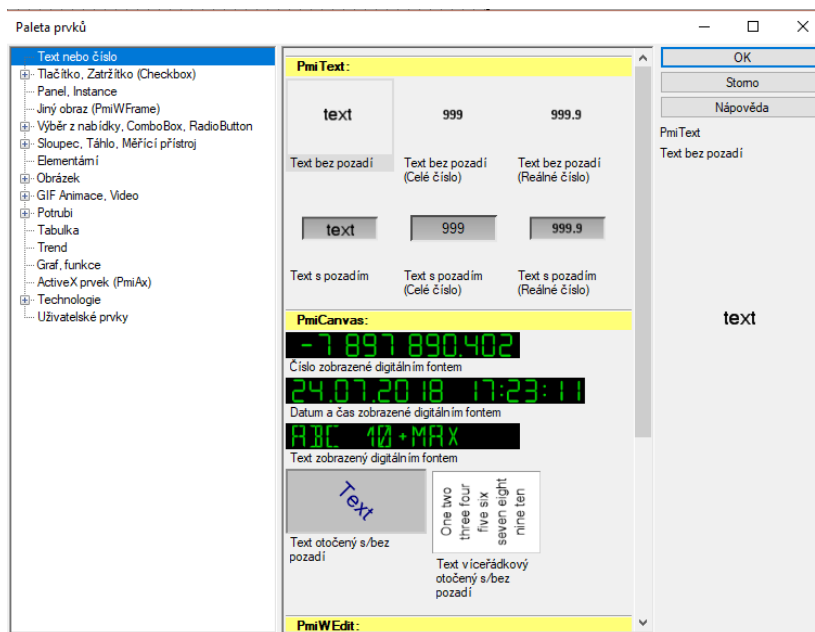 Paleta prvků
Text nebo číslo
Tlačítko, Zatržítko (Checkbox)
Panel, Instance
Jiný obraz (PmiWFrame)
Výběr z nabídky, ComboBox, RadioButton
Sloupec, Táhlo, Měřící přístroj
Elementární
Obrázek
GIF Animace, Video
Potrubi
Tabulka
Trend
Graf, funkce
ActiveX prvek (PmiAx)
Technologie
Uživatelské prvky
PmiText:
text
999
999.9
Text bez pozadí
Text bez pozadí
(Celé číslo)
Text bez pozadí
(Reálné číslo)
text
999
999.9
Text s pozadím
Text s pozadím
(Celé číslo)
Text s pozadím
(Reálné číslo)
PmiCanvas:
-7 897 890.402
Číslo zobrazené digitálním fontem
24.07.2018 17:23:11
Datum a čas zobrazené digitálním fontem
ABC 10+MAX
Text zobrazený digitálním fontem
Text
Text otočený s/bez
pozadí
One two
three four
five six
seven eight
nine ten
Text víceřádkový
otočený s/bez
pozadí
PmiWEdit:
OK
Storno
Nápověda
PmiText
Text bez pozadí
text